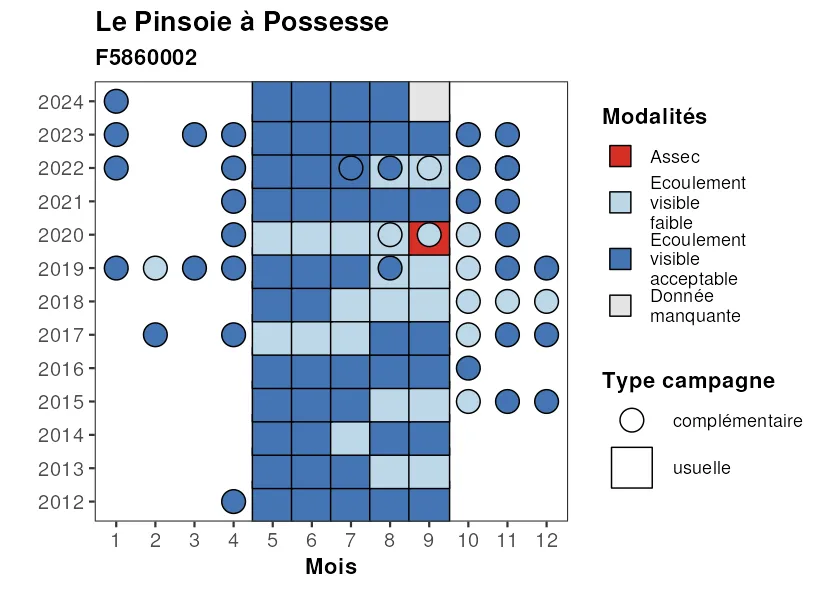 Le Pinsoie à Possesse
F5860002
2024
2023
2022
2021
2020
2019
2018
2017
2016
2015
2014
2013
2012
1 2 3 4 5 6 7 8 9 10 11 12
Mois
Modalités
Assec
Ecoulement
visible
faible
Ecoulement
visible
acceptable
Donnée
manquante
Type campagne
complémentaire
usuelle